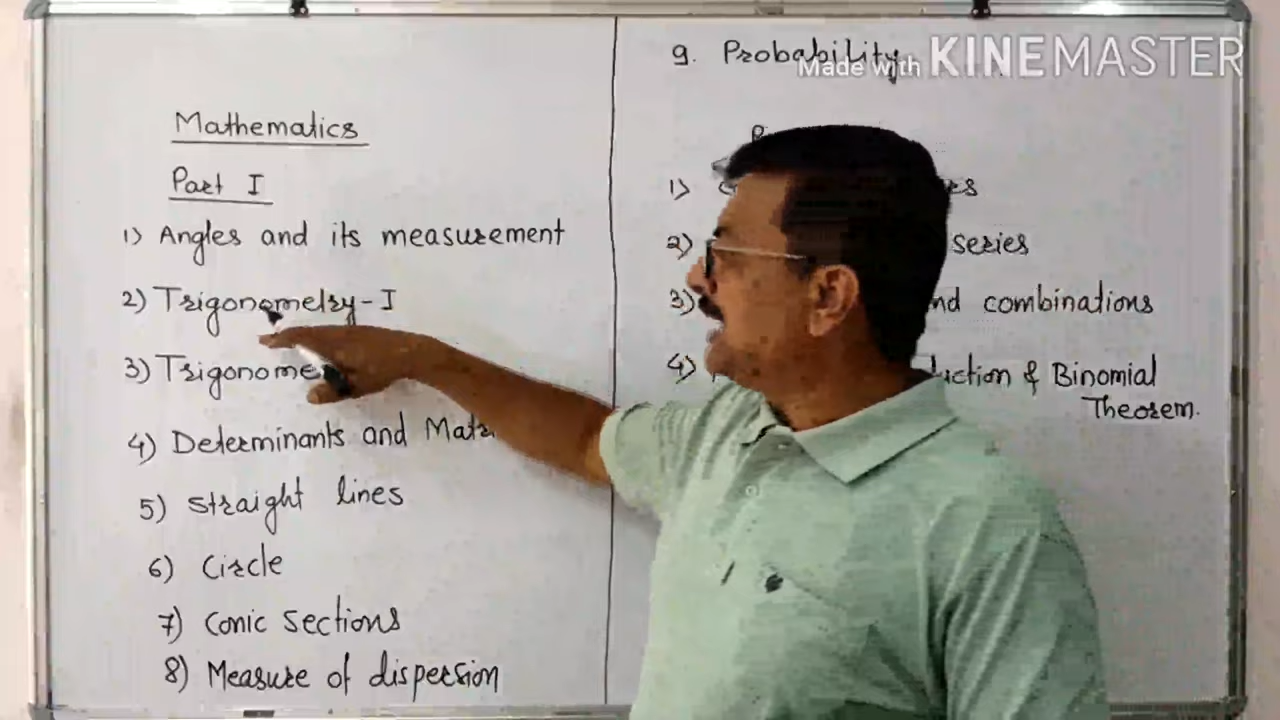 Mathematics
Part I
1) Angles and its measurement
2) Trigonometry-I
3) Trigonome
4) Determinants and Mat
5) Straight lines
6) Circle
7) Conic sections
8) Measure of dispersion
9. Probability
Made with KINEMASTER
1)
2) series
3) nd combinations
4) uction & Binomial
Theorem.